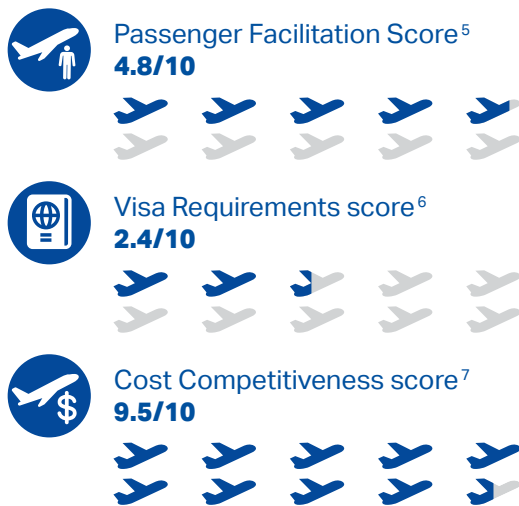 Passenger Facilitation Score⁵
4.8/10
Visa Requirements score⁶
2.4/10
Cost Competitiveness score⁷
9.5/10
$